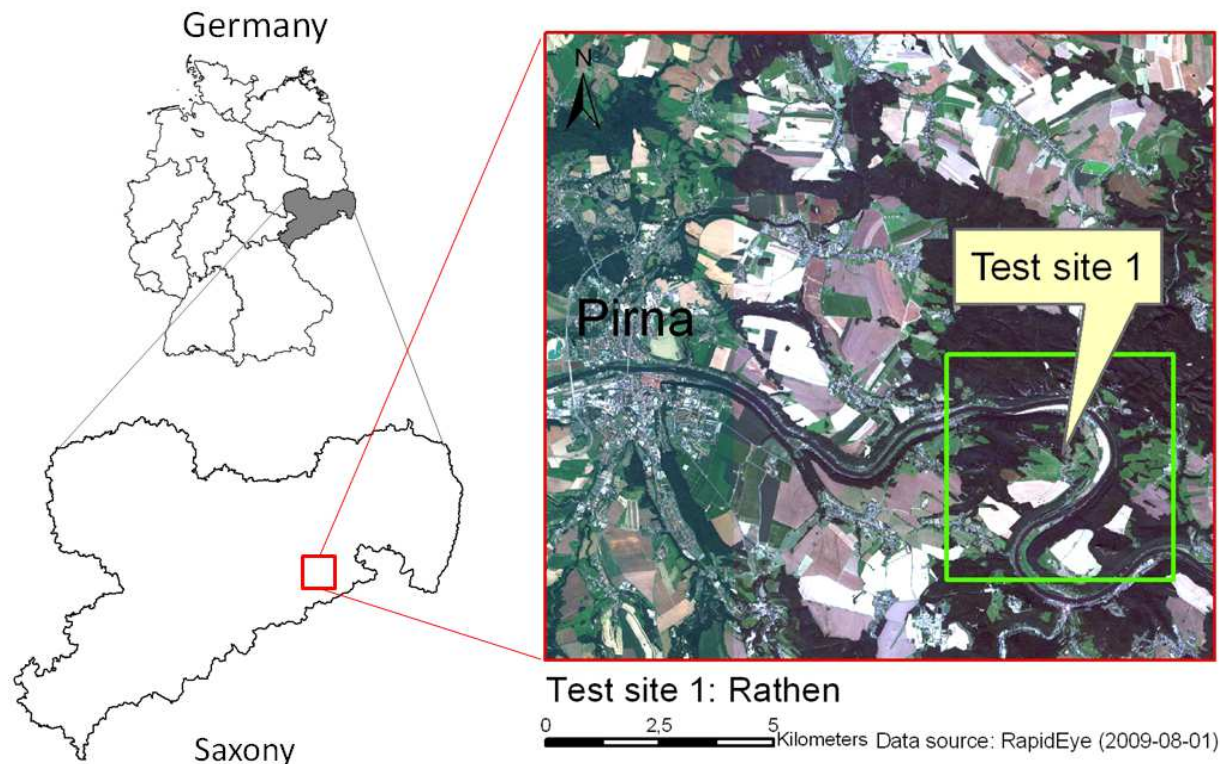 Germany
N
Test site 1
Pirna
Test site 1: Rathen
0 2,5 5
Kilometers Data source: RapidEye (2009-08-01)
Saxony